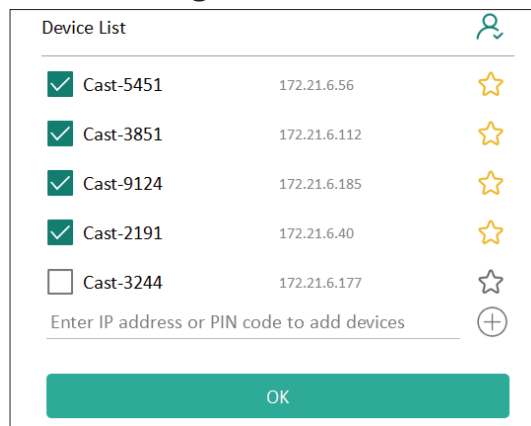 Device List
Cast-5451 172.21.6.56
Cast-3851 172.21.6.112
Cast-9124 172.21.6.185
Cast-2191 172.21.6.40
Cast-3244 172.21.6.177
Enter IP address or PIN code to add devices
OK